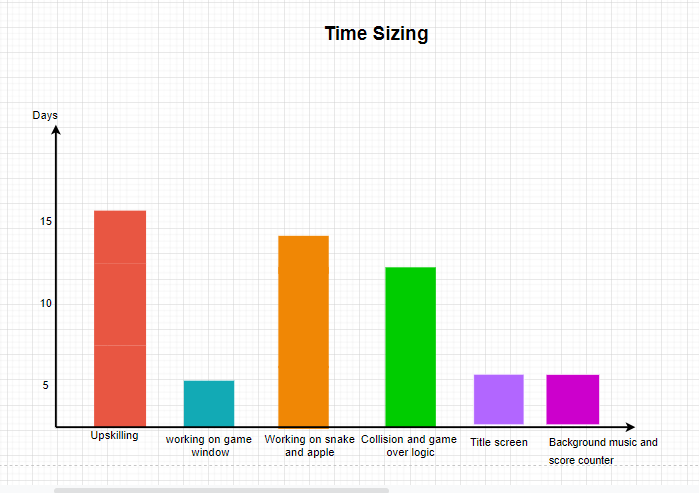 Time Sizing
Days
15
10
5
Upskilling
working on game
window
Working on snake
and apple
Collision and game
over logic
Title screen
Background music and
score counter